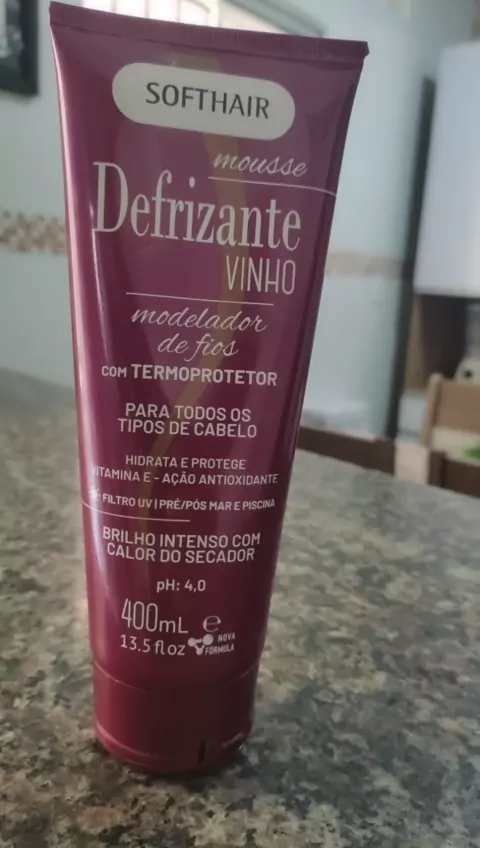 SOFTHAIR
mousse
Defrizante
VINHO
modelador
de fios
COM TERMOPROTETOR
PARA TODOS OS
TIPOS DE CABELO
HIDRATA E PROTEGE
VITAMINA E - AÇÃO ANTIOXIDANTE
FILTRO UV | PRÉ/PÓS MAR E PISCINA
BRILHO INTENSO COM
CALOR DO SECADOR
pH: 4,0
400mL ℮
13.5 fl oz
NOVA
FÓRMULA